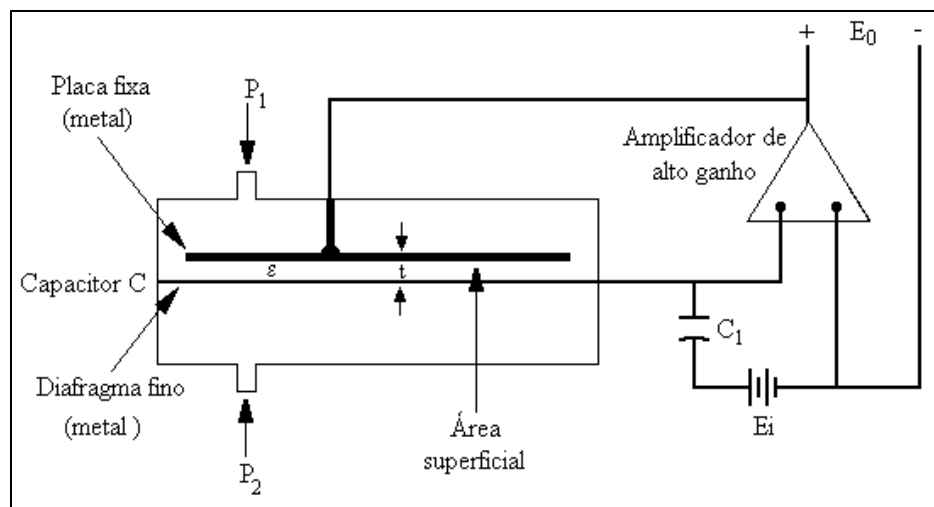 + E₀ -
Placa fixa
(metal)
P₁
Amplificador de
alto ganho
ε
t
Capacitor C
C₁
Diafragma fino
(metal )
P₂
Área
superficial
Ei